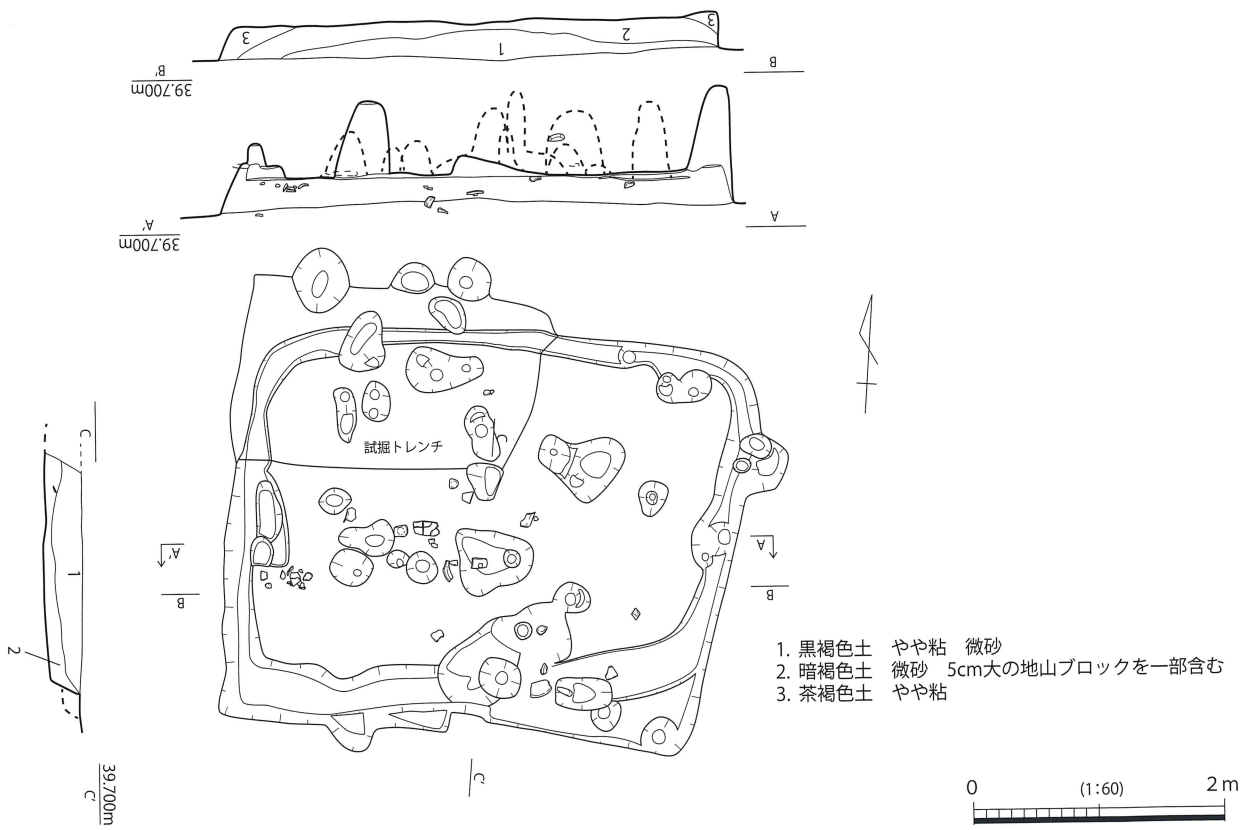 3
2
1
3
B'
39.700m
B
A'
39.700m
A
試掘トレンチ
C
1
2
39.700m
C'
A'
B
A
B
C'
1. 黒褐色土 やや粘 微砂
2. 暗褐色土 微砂 5cm大の地山ブロックを一部含む
3. 茶褐色土 やや粘
0 (1:60) 2m